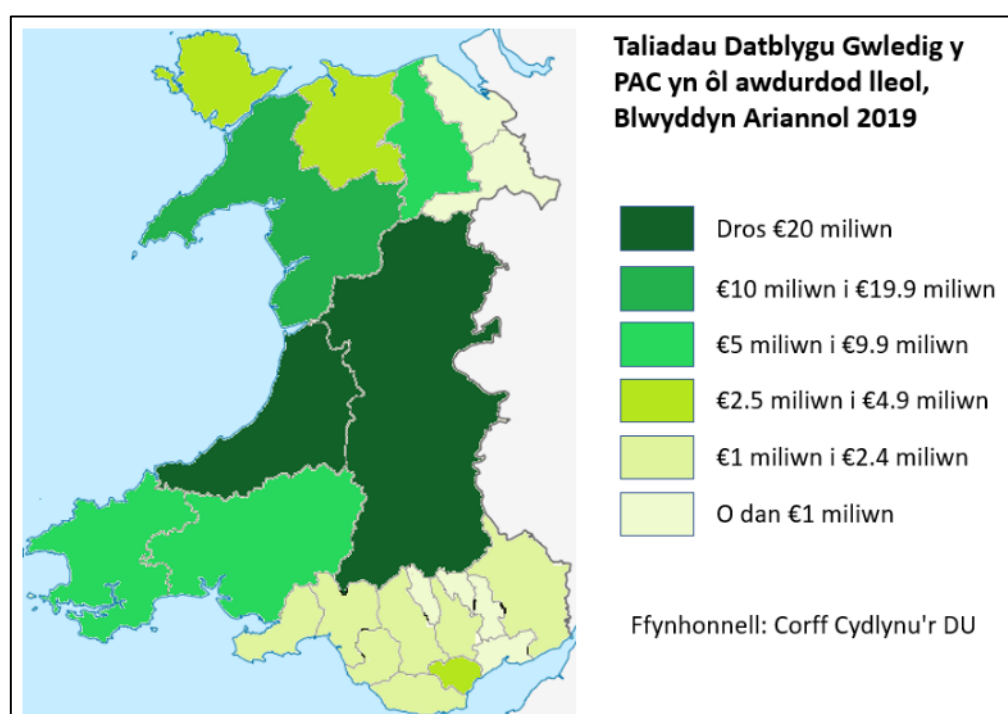 Taliadau Datblygu Gwledig y
PAC yn ôl awdurdod lleol,
Blwyddyn Ariannol 2019
Dros €20 miliwn
€10 miliwn i €19.9 miliwn
€5 miliwn i €9.9 miliwn
€2.5 miliwn i €4.9 miliwn
€1 miliwn i €2.4 miliwn
O dan €1 miliwn
Ffynhonnell: Corff Cydlynu'r DU